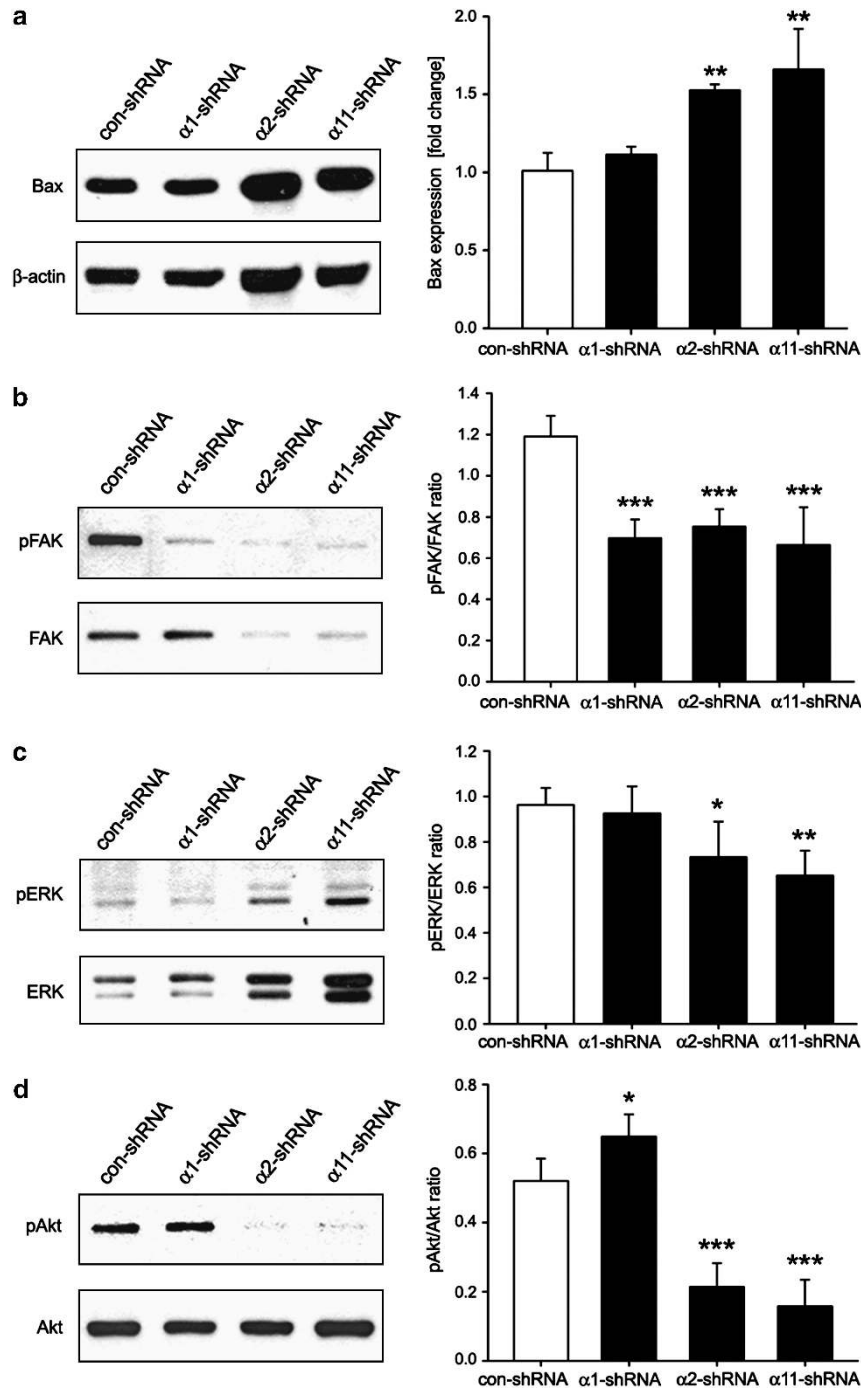 a
con-shRNA
α1-shRNA
α2-shRNA
α11-shRNA
Bax
β-actin
Bax expression [fold change]
2.0
1.5
1.0
0.5
0.0
**
**
con-shRNA
α1-shRNA
α2-shRNA
α11-shRNA
b
con-shRNA
α1-shRNA
α2-shRNA
α11-shRNA
pFAK
FAK
pFAK/FAK ratio
1.4
1.2
1.0
0.8
0.6
0.4
0.2
0.0
***
***
***
con-shRNA
α1-shRNA
α2-shRNA
α11-shRNA
c
con-shRNA
α1-shRNA
α2-shRNA
α11-shRNA
pERK
ERK
pERK/ERK ratio
1.2
1.0
0.8
0.6
0.4
0.2
0.0
*
**
con-shRNA
α1-shRNA
α2-shRNA
α11-shRNA
d
con-shRNA
α1-shRNA
α2-shRNA
α11-shRNA
pAkt
Akt
pAkt/Akt ratio
0.8
0.6
0.4
0.2
0.0
*
***
***
con-shRNA
α1-shRNA
α2-shRNA
α11-shRNA